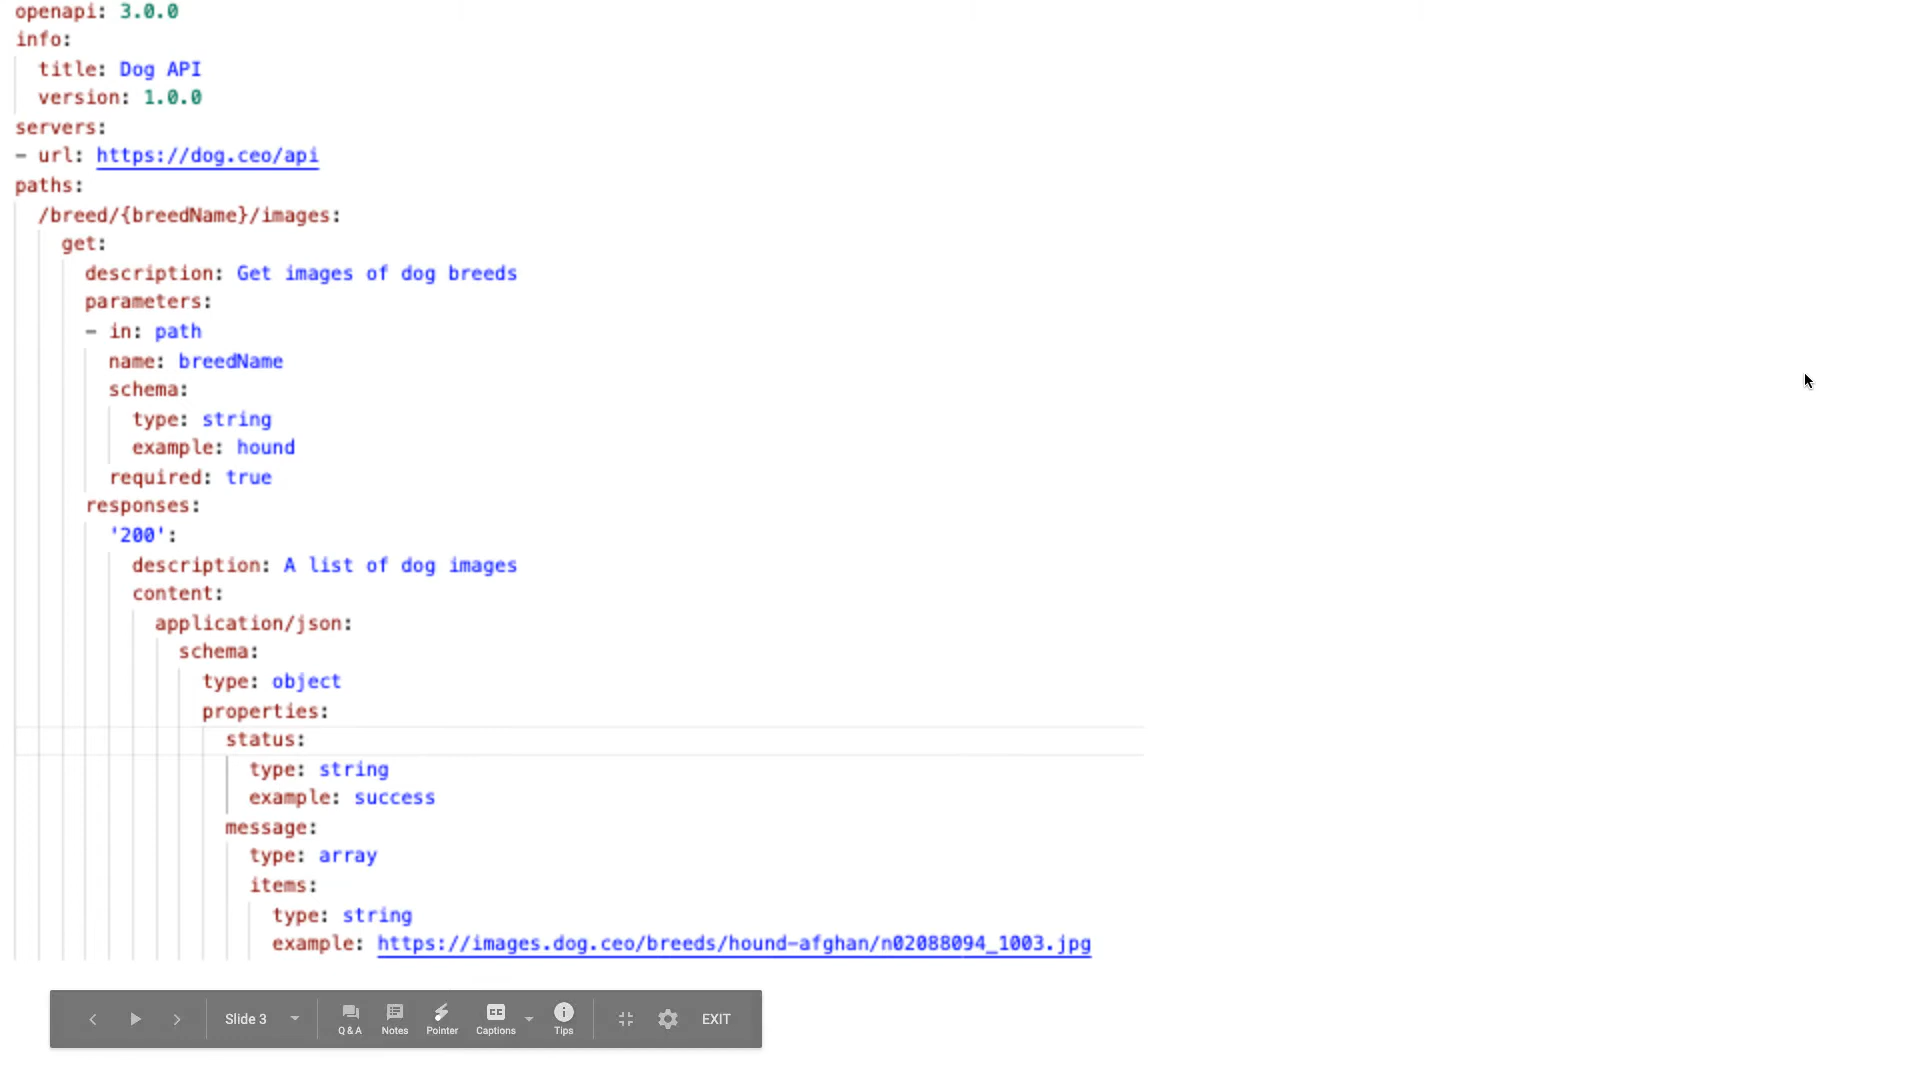 openapi: 3.0.0
info:
  title: Dog API
  version: 1.0.0
servers:
- url: https://dog.ceo/api
paths:
  /breed/{breedName}/images:
    get:
      description: Get images of dog breeds
      parameters:
      - in: path
        name: breedName
        schema:
          type: string
          example: hound
        required: true
      responses:
        '200':
          description: A list of dog images
          content:
            application/json:
              schema:
                type: object
                properties:
                  status:
                    type: string
                    example: success
                  message:
                    type: array
                    items:
                      type: string
                      example: https://images.dog.ceo/breeds/hound-afghan/n02088094_1003.jpg
Slide 3 Q & A Notes Pointer CC Captions Tips EXIT